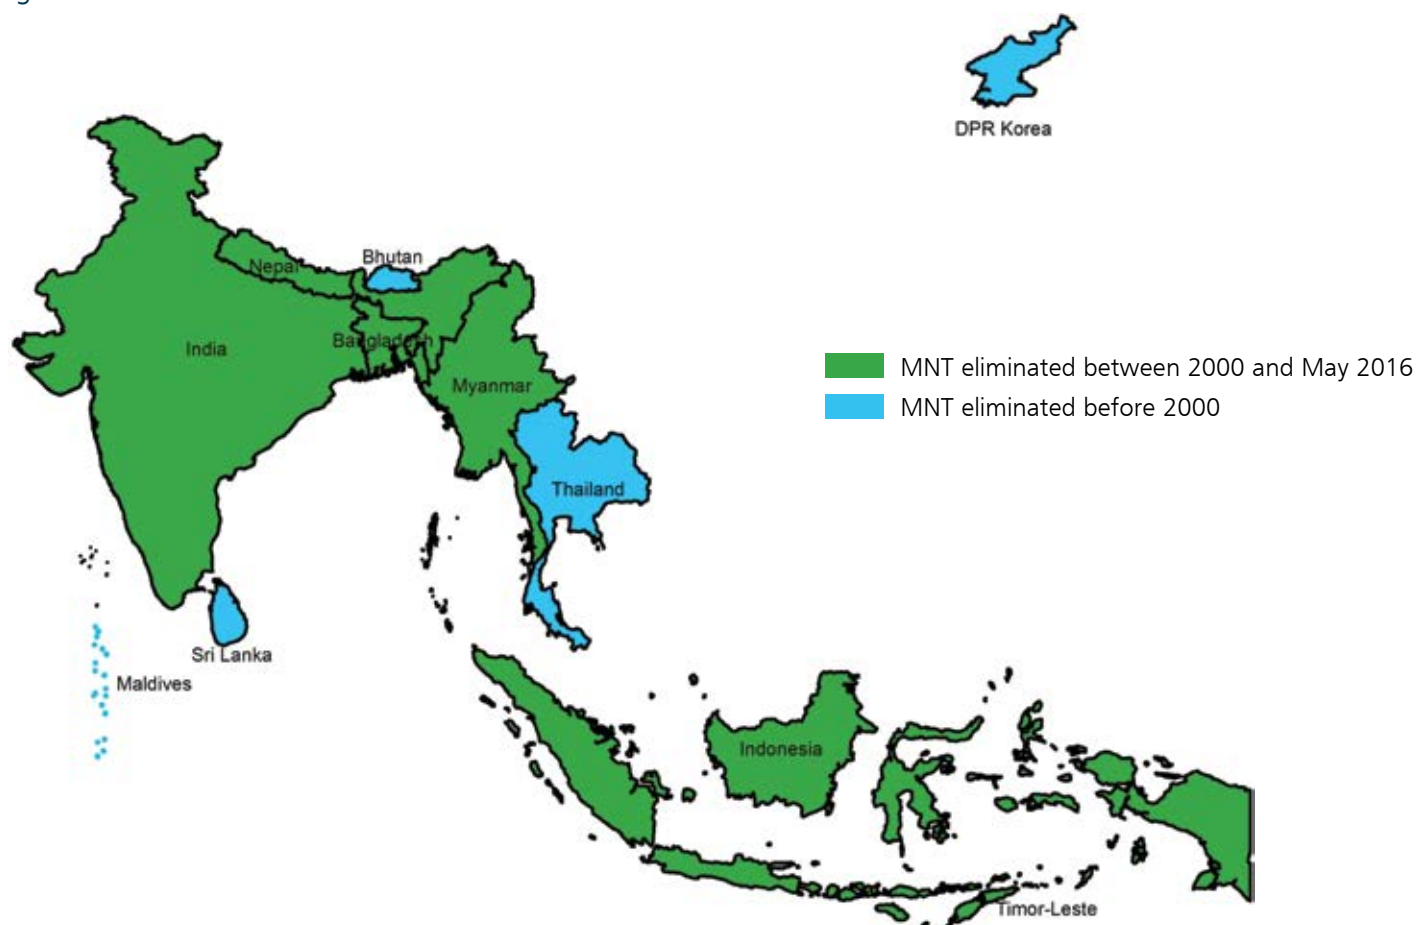 DPR Korea
Bhutan
Nepal
Bangladesh
India
MNT eliminated between 2000 and May 2016
Myanmar
MNT eliminated before 2000
Thailand
Sri Lanka
Maldives
Indonesia
Timor-Leste